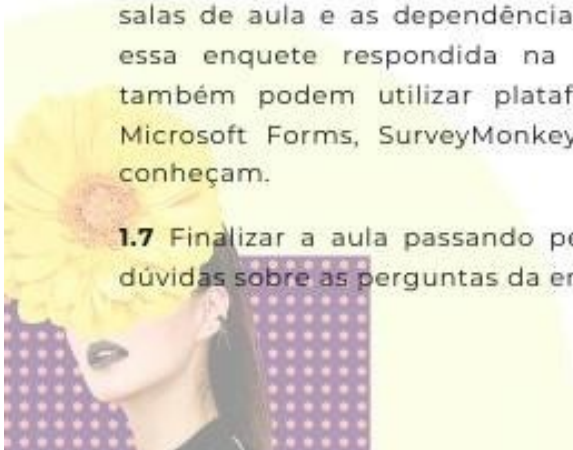 salas de aula e as dependência
essa enquete respondida na
também podem utilizar plataf
Microsoft Forms, SurveyMonkey
conheçam.
1.7 Finalizar a aula passando pe
dúvidas sobre as perguntas da en